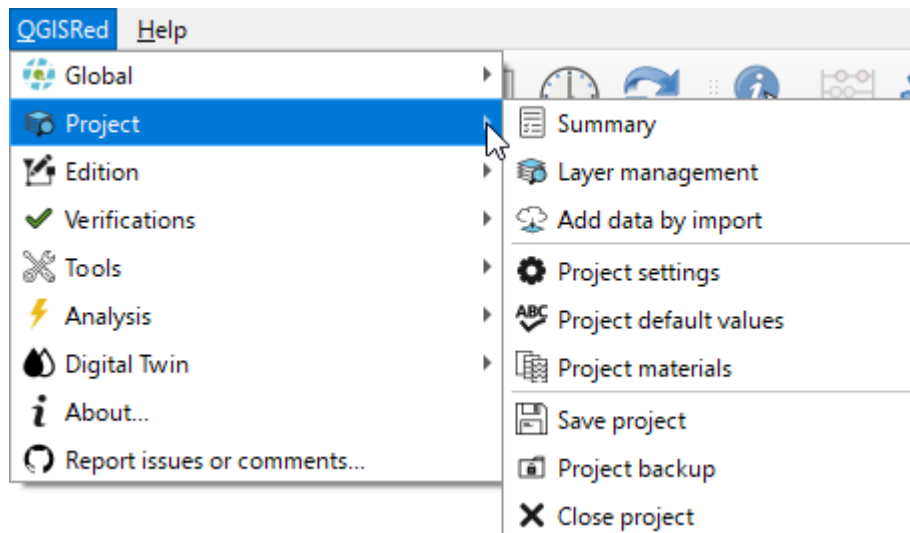 QGISRed Help
Global
Project
Edition
Verifications
Tools
Analysis
Digital Twin
About...
Report issues or comments...
Summary
Layer management
Add data by import
Project settings
ABC Project default values
Project materials
Save project
Project backup
Close project